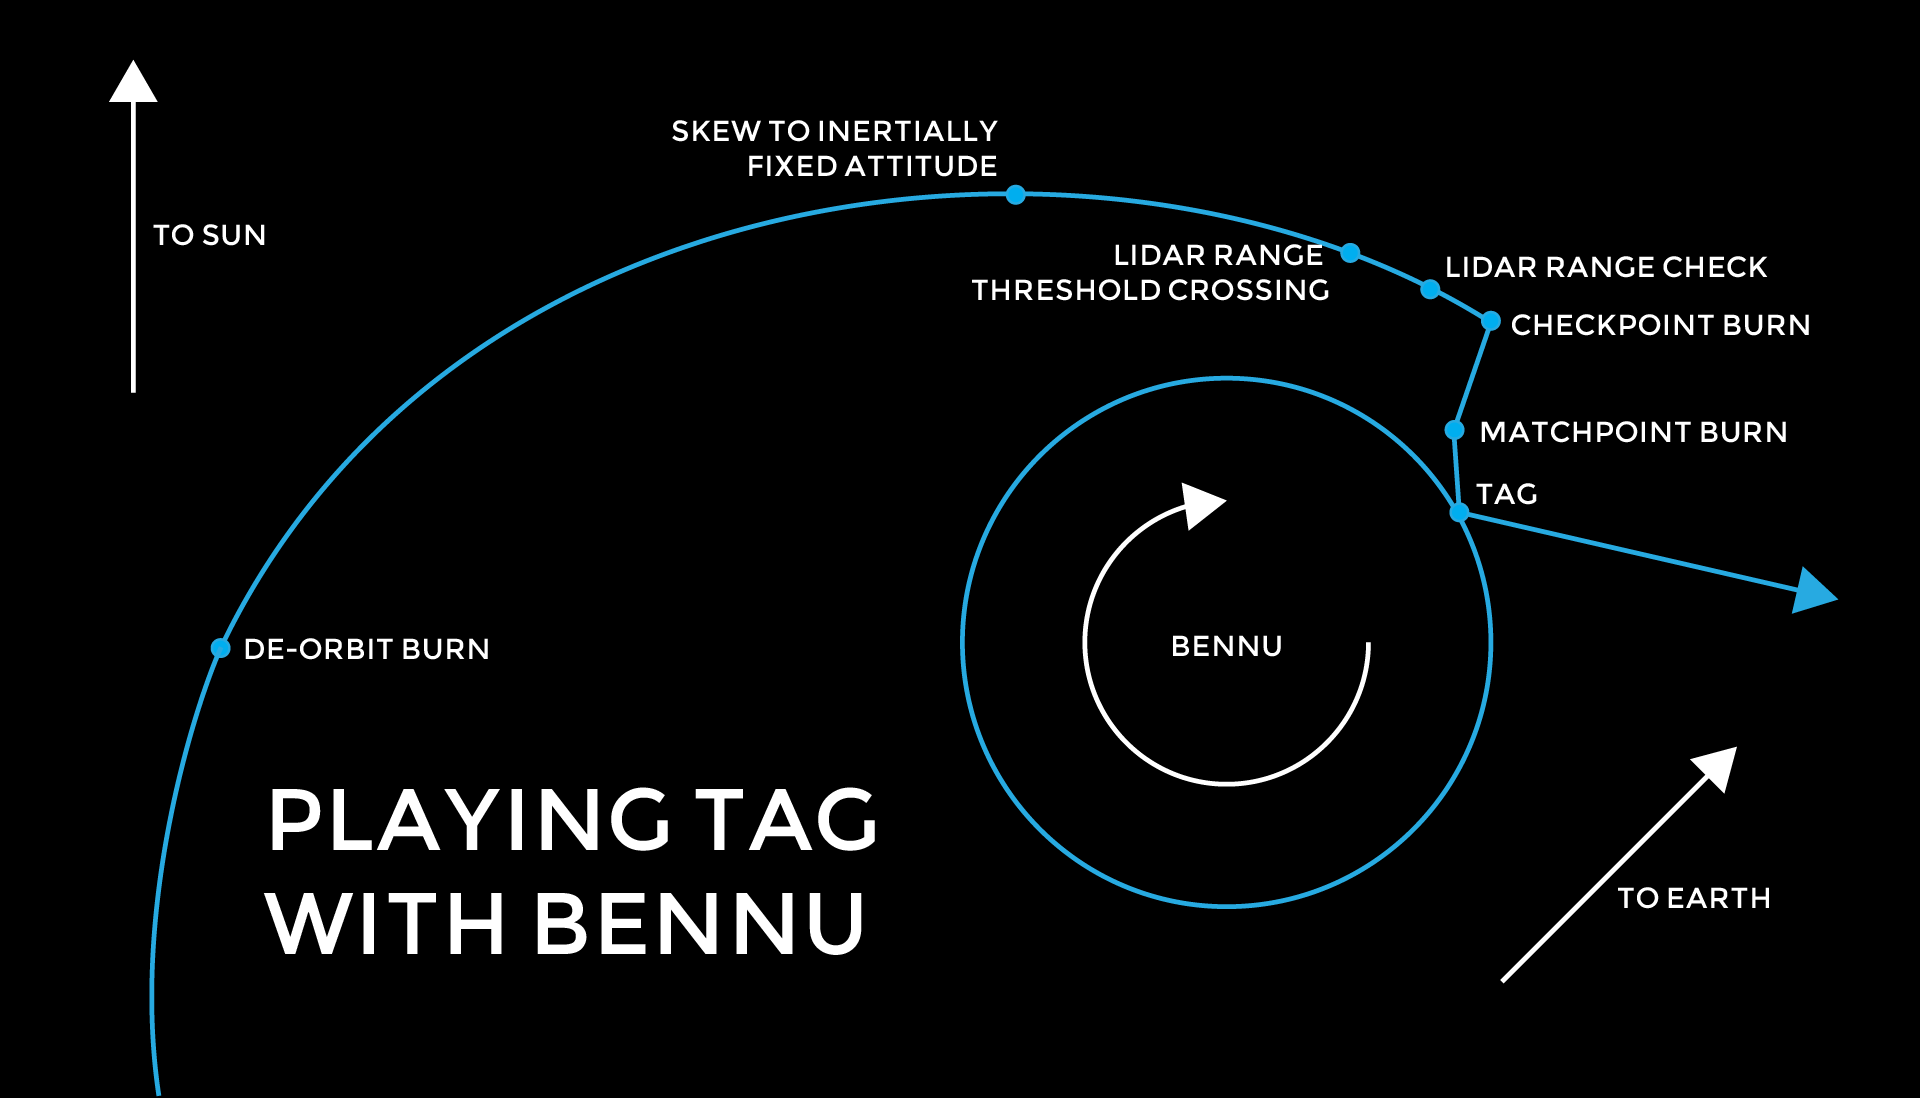 SKEW TO INERTIALLY
FIXED ATTITUDE
TO SUN
LIDAR RANGE
THRESHOLD CROSSING
LIDAR RANGE CHECK
CHECKPOINT BURN
MATCHPOINT BURN
TAG
BENNU
DE-ORBIT BURN
PLAYING TAG
WITH BENNU
TO EARTH